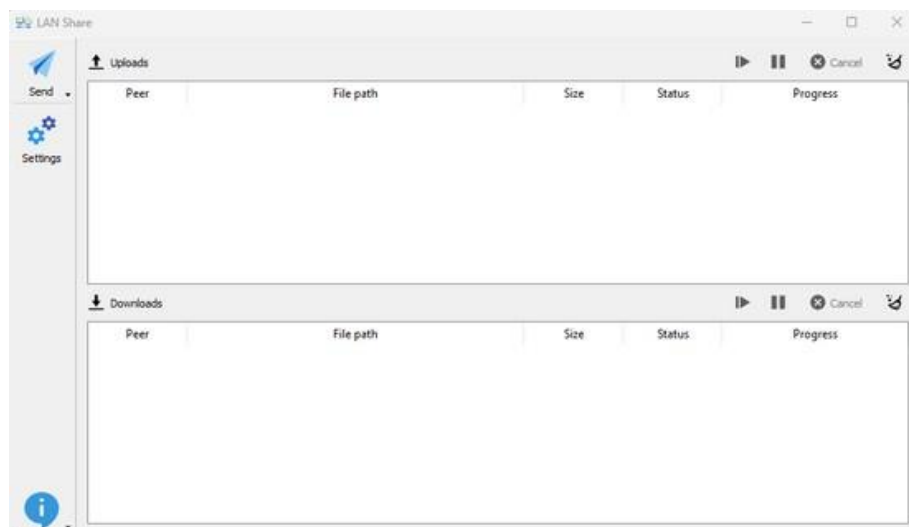 LAN Share
Send
Settings
Uploads
Cancel
Peer File path Size Status Progress
Downloads
Cancel
Peer File path Size Status Progress